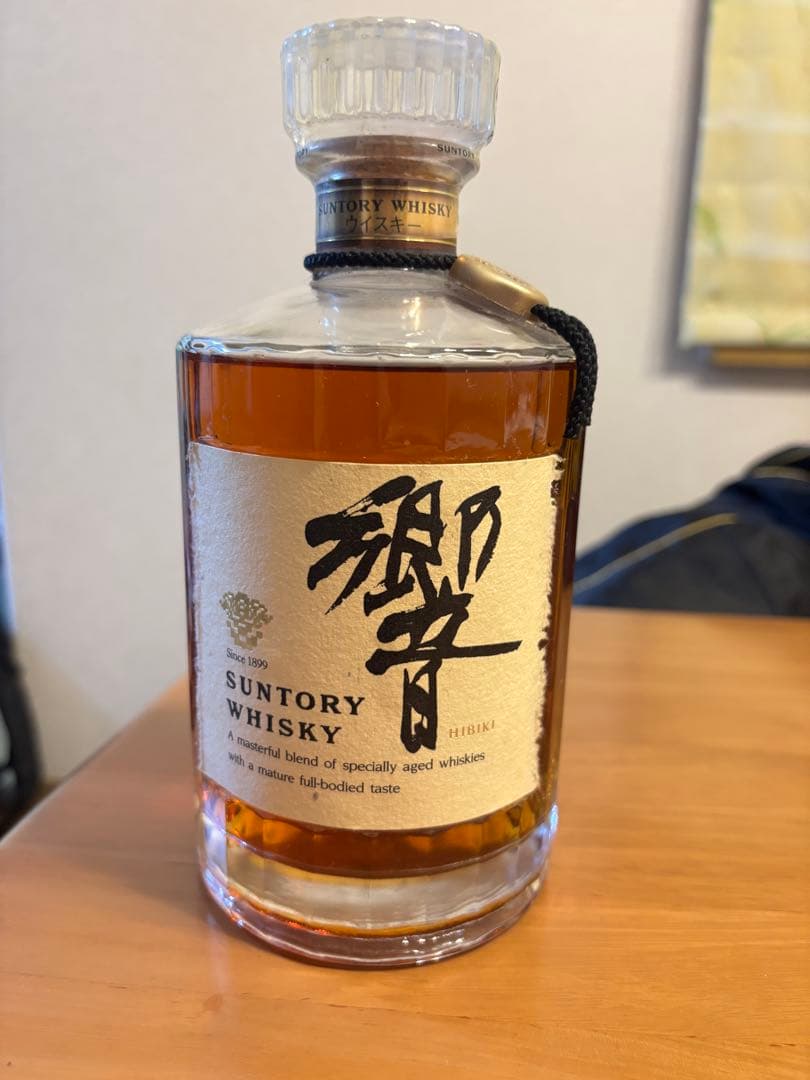 SUNTORY
SUNTORY WHISKY
ウイスキー
響
Since 1899
SUNTORY
WHISKY
HIBIKI
A masterful blend of specially aged whiskies
with a mature full-bodied taste